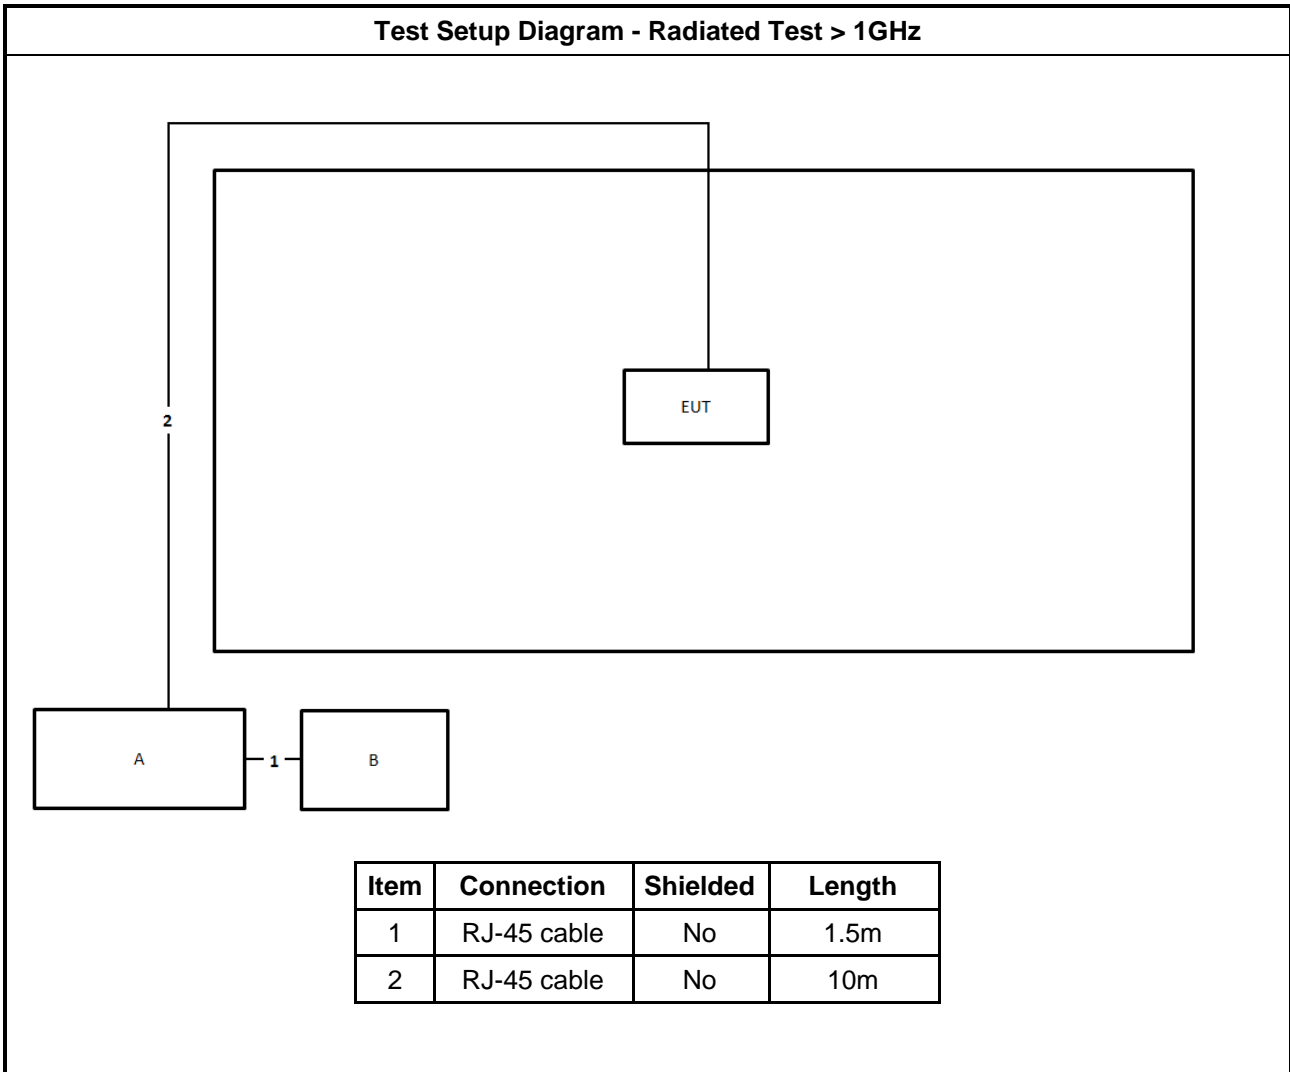 Test Setup Diagram - Radiated Test > 1GHz
EUT
2
A
1
B
Item Connection Shielded Length
1 RJ-45 cable No 1.5m
2 RJ-45 cable No 10m